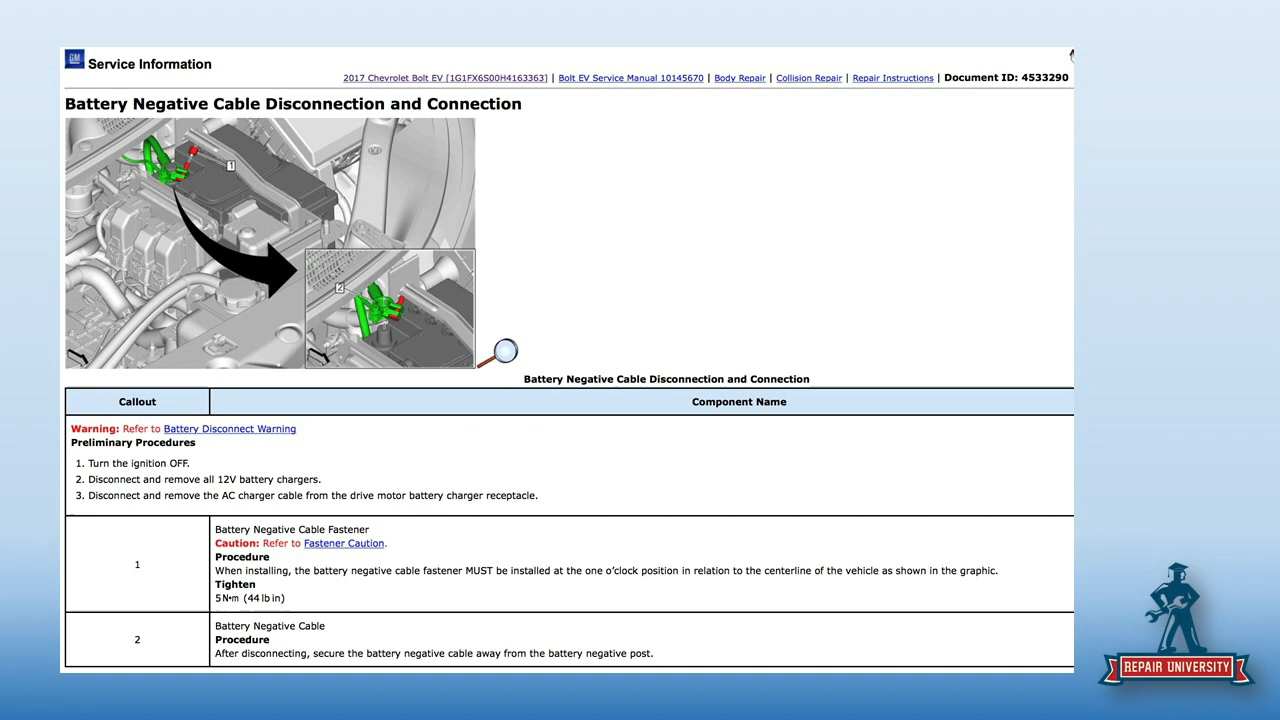 GM
Service Information
2017 Chevrolet Bolt EV [1G1FX6S00H4163363] | Bolt EV Service Manual 10145670 | Body Repair | Collision Repair | Repair Instructions | Document ID: 4533290
Battery Negative Cable Disconnection and Connection
1
2
Battery Negative Cable Disconnection and Connection
Callout Component Name
Warning: Refer to Battery Disconnect Warning
Preliminary Procedures
1. Turn the ignition OFF.
2. Disconnect and remove all 12V battery chargers.
3. Disconnect and remove the AC charger cable from the drive motor battery charger receptacle.
1
Battery Negative Cable Fastener
Caution: Refer to Fastener Caution.
Procedure
When installing, the battery negative cable fastener MUST be installed at the one o’clock position in relation to the centerline of the vehicle as shown in the graphic.
Tighten
5 N•m (44 lb in)
2
Battery Negative Cable
Procedure
After disconnecting, secure the battery negative cable away from the battery negative post.
REPAIR UNIVERSITY